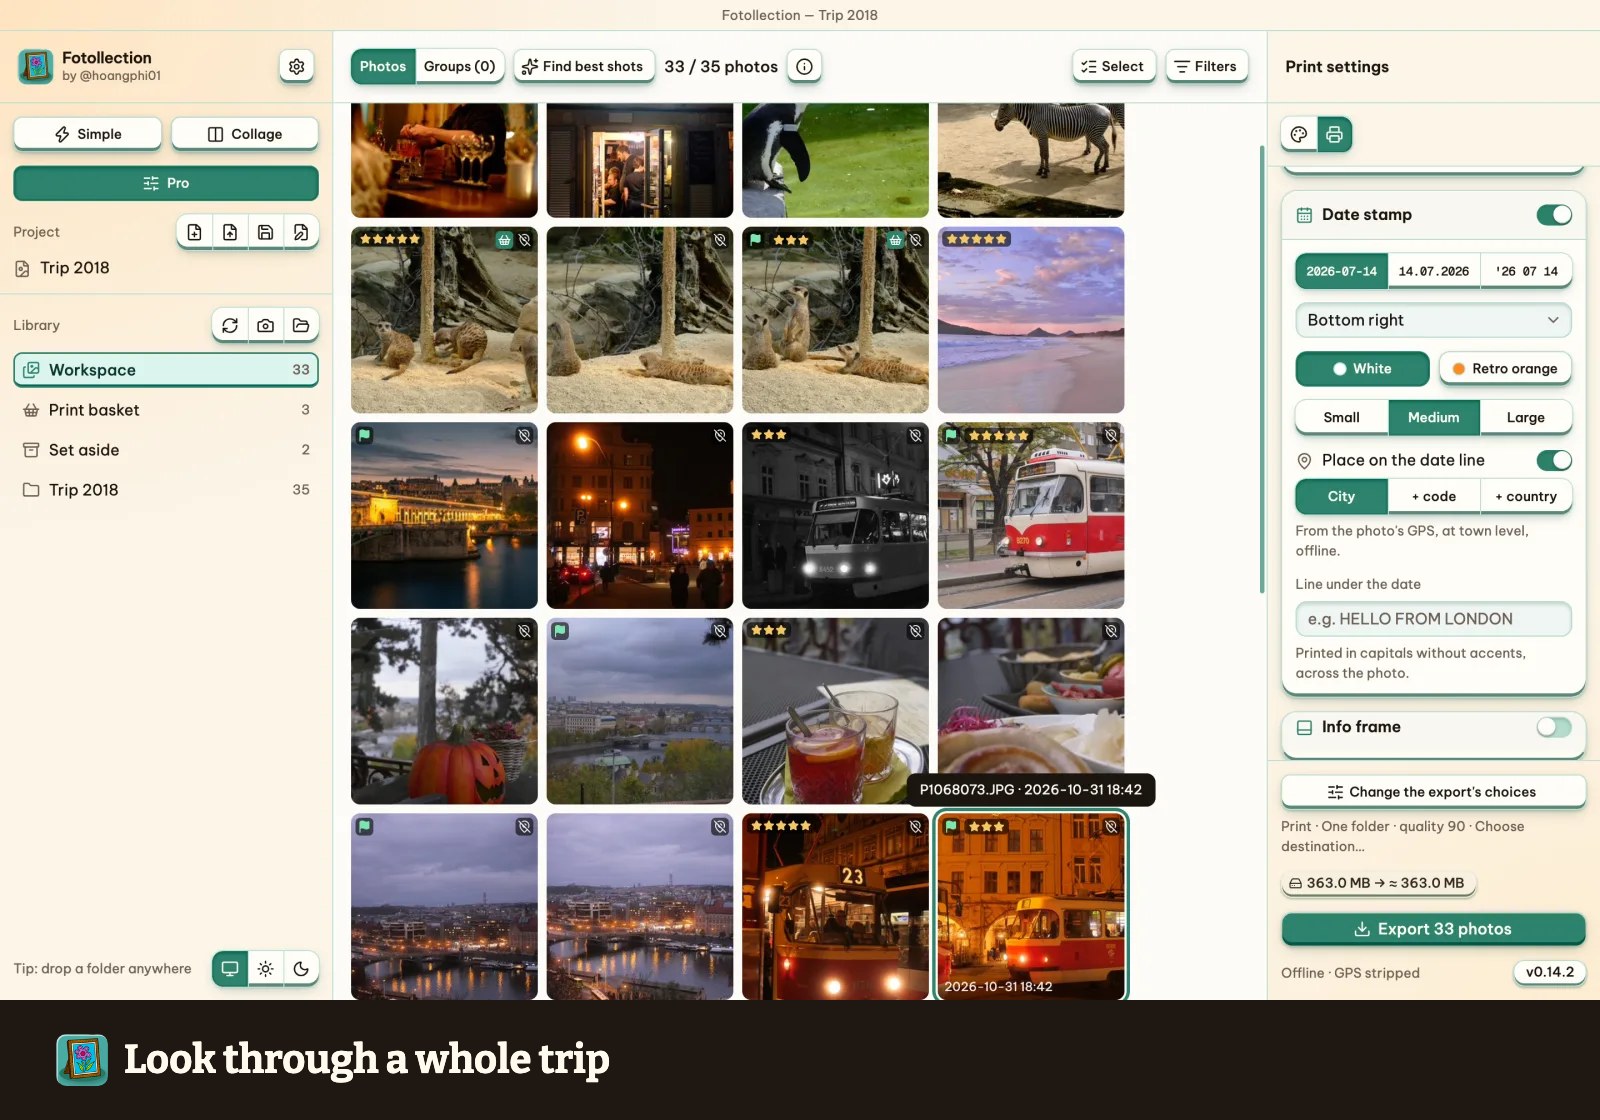 Fotollection — Trip 2018
Fotollection
by @hoangphi01
Simple
Collage
Pro
Project
Trip 2018
Library
Workspace 33
Print basket 3
Set aside 2
Trip 2018 35
Tip: drop a folder anywhere
Photos
Groups (0)
Find best shots
33 / 35 photos
Select
Filters
23
P1068073.JPG · 2026-10-31 18:42
2026-10-31 18:42
Print settings
Date stamp
2026-07-14
14.07.2026
'26 07 14
Bottom right
White
Retro orange
Small
Medium
Large
Place on the date line
City
+ code
+ country
From the photo's GPS, at town level,
offline.
Line under the date
e.g. HELLO FROM LONDON
Printed in capitals without accents,
across the photo.
Info frame
Change the export's choices
Print · One folder · quality 90 · Choose
destination…
363.0 MB → ≈ 363.0 MB
Export 33 photos
Offline · GPS stripped
v0.14.2
Look through a whole trip